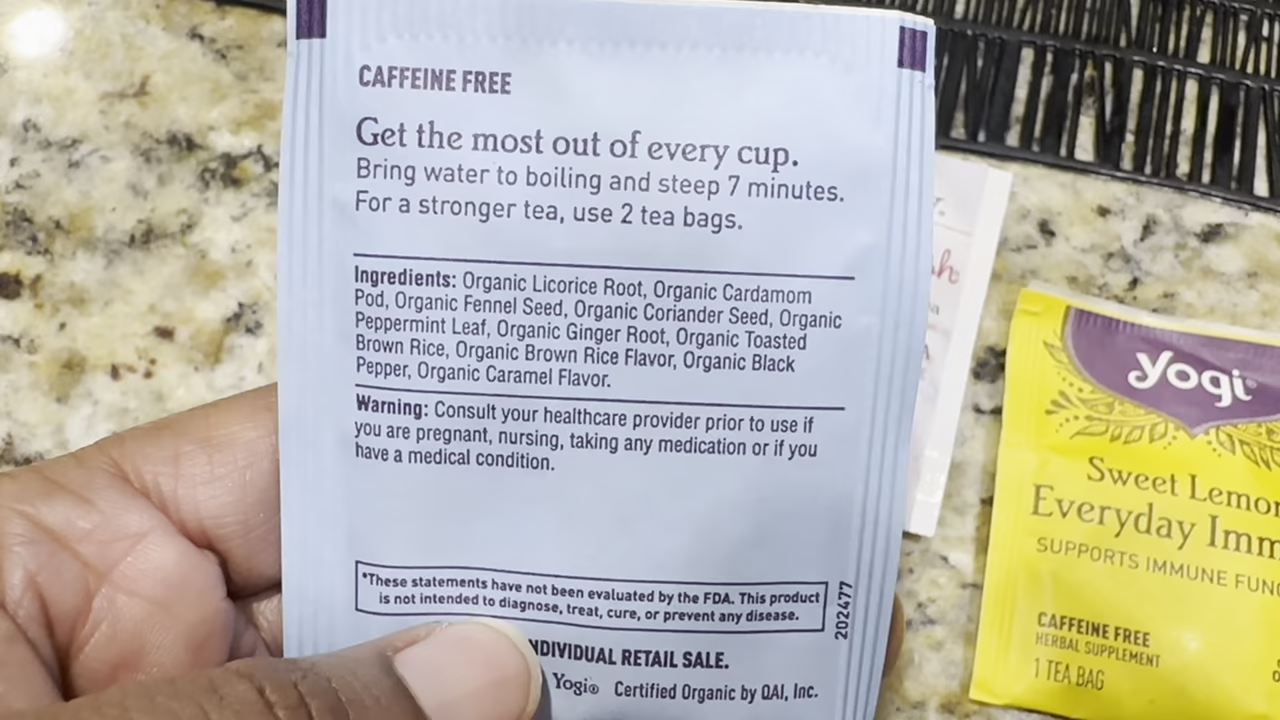 CAFFEINE FREE
Get the most out of every cup.
Bring water to boiling and steep 7 minutes.
For a stronger tea, use 2 tea bags.
Ingredients: Organic Licorice Root, Organic Cardamom
Pod, Organic Fennel Seed, Organic Coriander Seed, Organic
Peppermint Leaf, Organic Ginger Root, Organic Toasted
Brown Rice, Organic Brown Rice Flavor, Organic Black
Pepper, Organic Caramel Flavor.
Warning: Consult your healthcare provider prior to use if
you are pregnant, nursing, taking any medication or if you
have a medical condition.
*These statements have not been evaluated by the FDA. This product
is not intended to diagnose, treat, cure, or prevent any disease.
202477
NDIVIDUAL RETAIL SALE.
Yogi® Certified Organic by QAI, Inc.
yogi®
Sweet Lemo
Everyday Imm
SUPPORTS IMMUNE FUN
CAFFEINE FREE
HERBAL SUPPLEMENT
1 TEA BAG